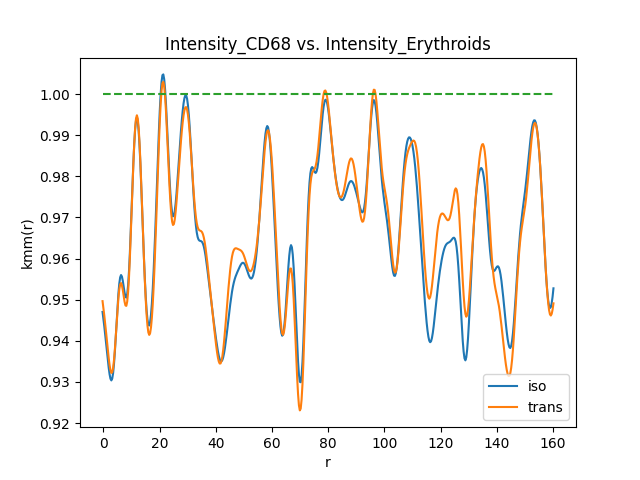 Intensity_CD68 vs. Intensity_Erythroids
kmm(r)
1.00
0.99
0.98
0.97
0.96
0.95
0.94
0.93
0.92
0 20 40 60 80 100 120 140 160
r
iso
trans